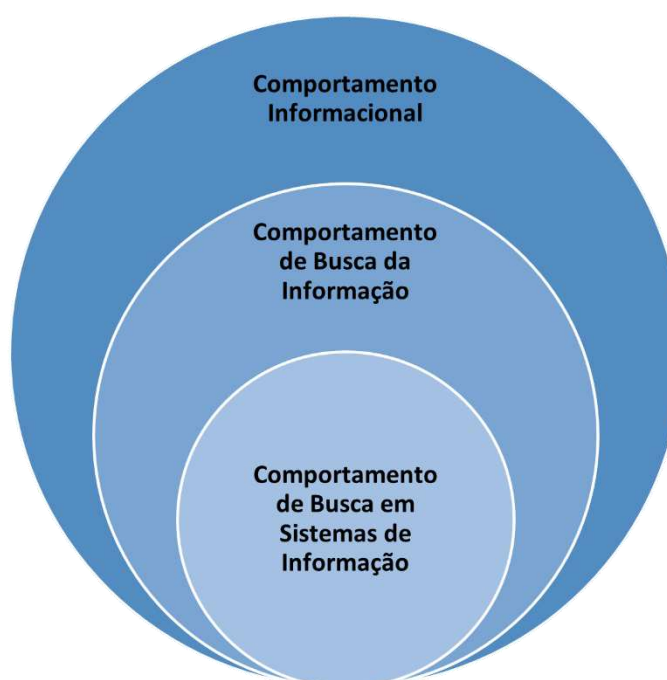 Comportamento
Informacional
Comportamento
de Busca da
Informação
Comportamento
de Busca em
Sistemas de
Informação